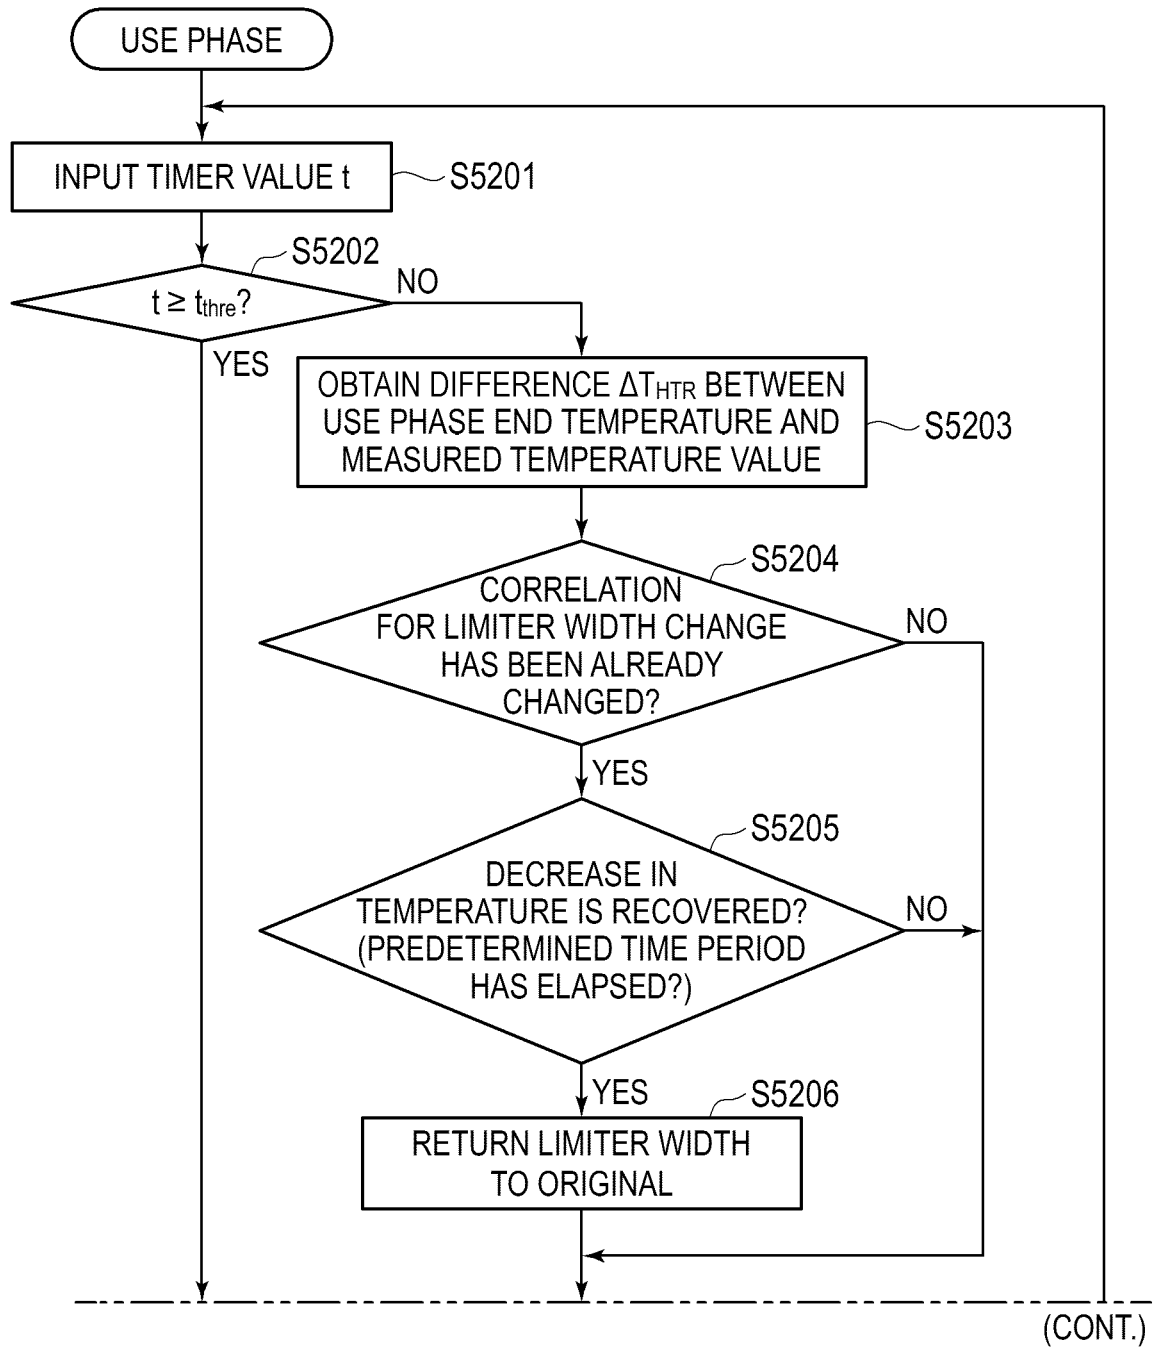 USE PHASE
INPUT TIMER VALUE t
S5201
S5202
t ≥ tthre?
NO
YES
OBTAIN DIFFERENCE ΔTHTR BETWEEN
USE PHASE END TEMPERATURE AND
MEASURED TEMPERATURE VALUE
S5203
S5204
CORRELATION
FOR LIMITER WIDTH CHANGE
HAS BEEN ALREADY
CHANGED?
NO
YES
S5205
DECREASE IN
TEMPERATURE IS RECOVERED?
(PREDETERMINED TIME PERIOD
HAS ELAPSED?)
NO
YES
S5206
RETURN LIMITER WIDTH
TO ORIGINAL
(CONT.)